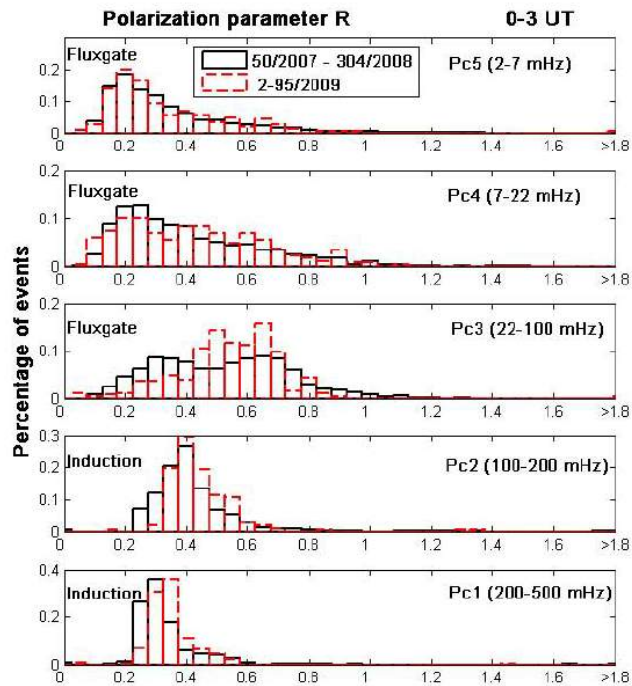 Polarization parameter R 0-3 UT
Fluxgate
50/2007 - 304/2008
2-95/2009
Pc5 (2-7 mHz)
0.2
0.1
0
0 0.2 0.4 0.6 0.8 1 1.2 1.4 1.6 >1.8
Fluxgate
Pc4 (7-22 mHz)
0.2
0.1
0
0 0.2 0.4 0.6 0.8 1 1.2 1.4 1.6 >1.8
Percentage of events
Fluxgate
Pc3 (22-100 mHz)
0.2
0.1
0
0 0.2 0.4 0.6 0.8 1 1.2 1.4 1.6 >1.8
Induction
Pc2 (100-200 mHz)
0.3
0.2
0.1
0
0 0.2 0.4 0.6 0.8 1 1.2 1.4 1.6 >1.8
Induction
Pc1 (200-500 mHz)
0.4
0.2
0
0 0.2 0.4 0.6 0.8 1 1.2 1.4 1.6 >1.8